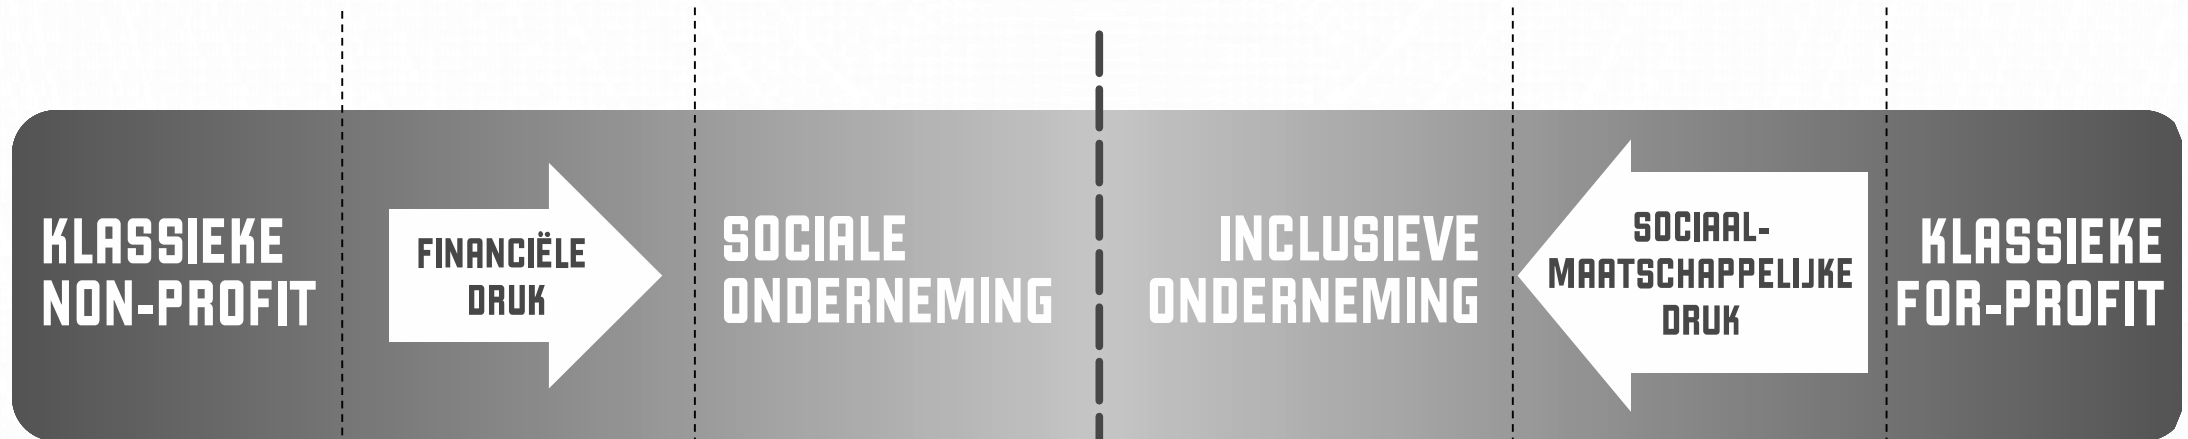 KLASSIEKE
NON-PROFIT
FINANCIËLE
DRUK
SOCIALE
ONDERNEMING
INCLUSIEVE
ONDERNEMING
SOCIAAL-
MAATSCHAPPELIJKE
DRUK
KLASSIEKE
FOR-PROFIT